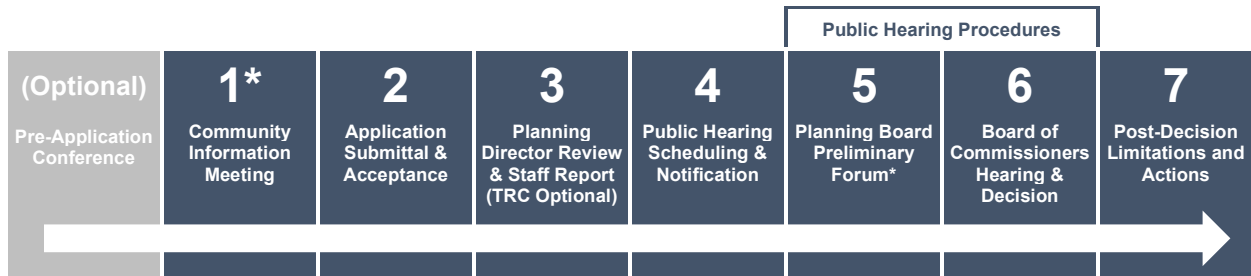 Public Hearing Procedures
(Optional)
Pre-Application
Conference
1*
Community
Information
Meeting
2
Application
Submittal &
Acceptance
3
Planning
Director Review
& Staff Report
(TRC Optional)
4
Public Hearing
Scheduling &
Notification
5
Planning Board
Preliminary
Forum*
6
Board of
Commissioners
Hearing &
Decision
7
Post-Decision
Limitations and
Actions